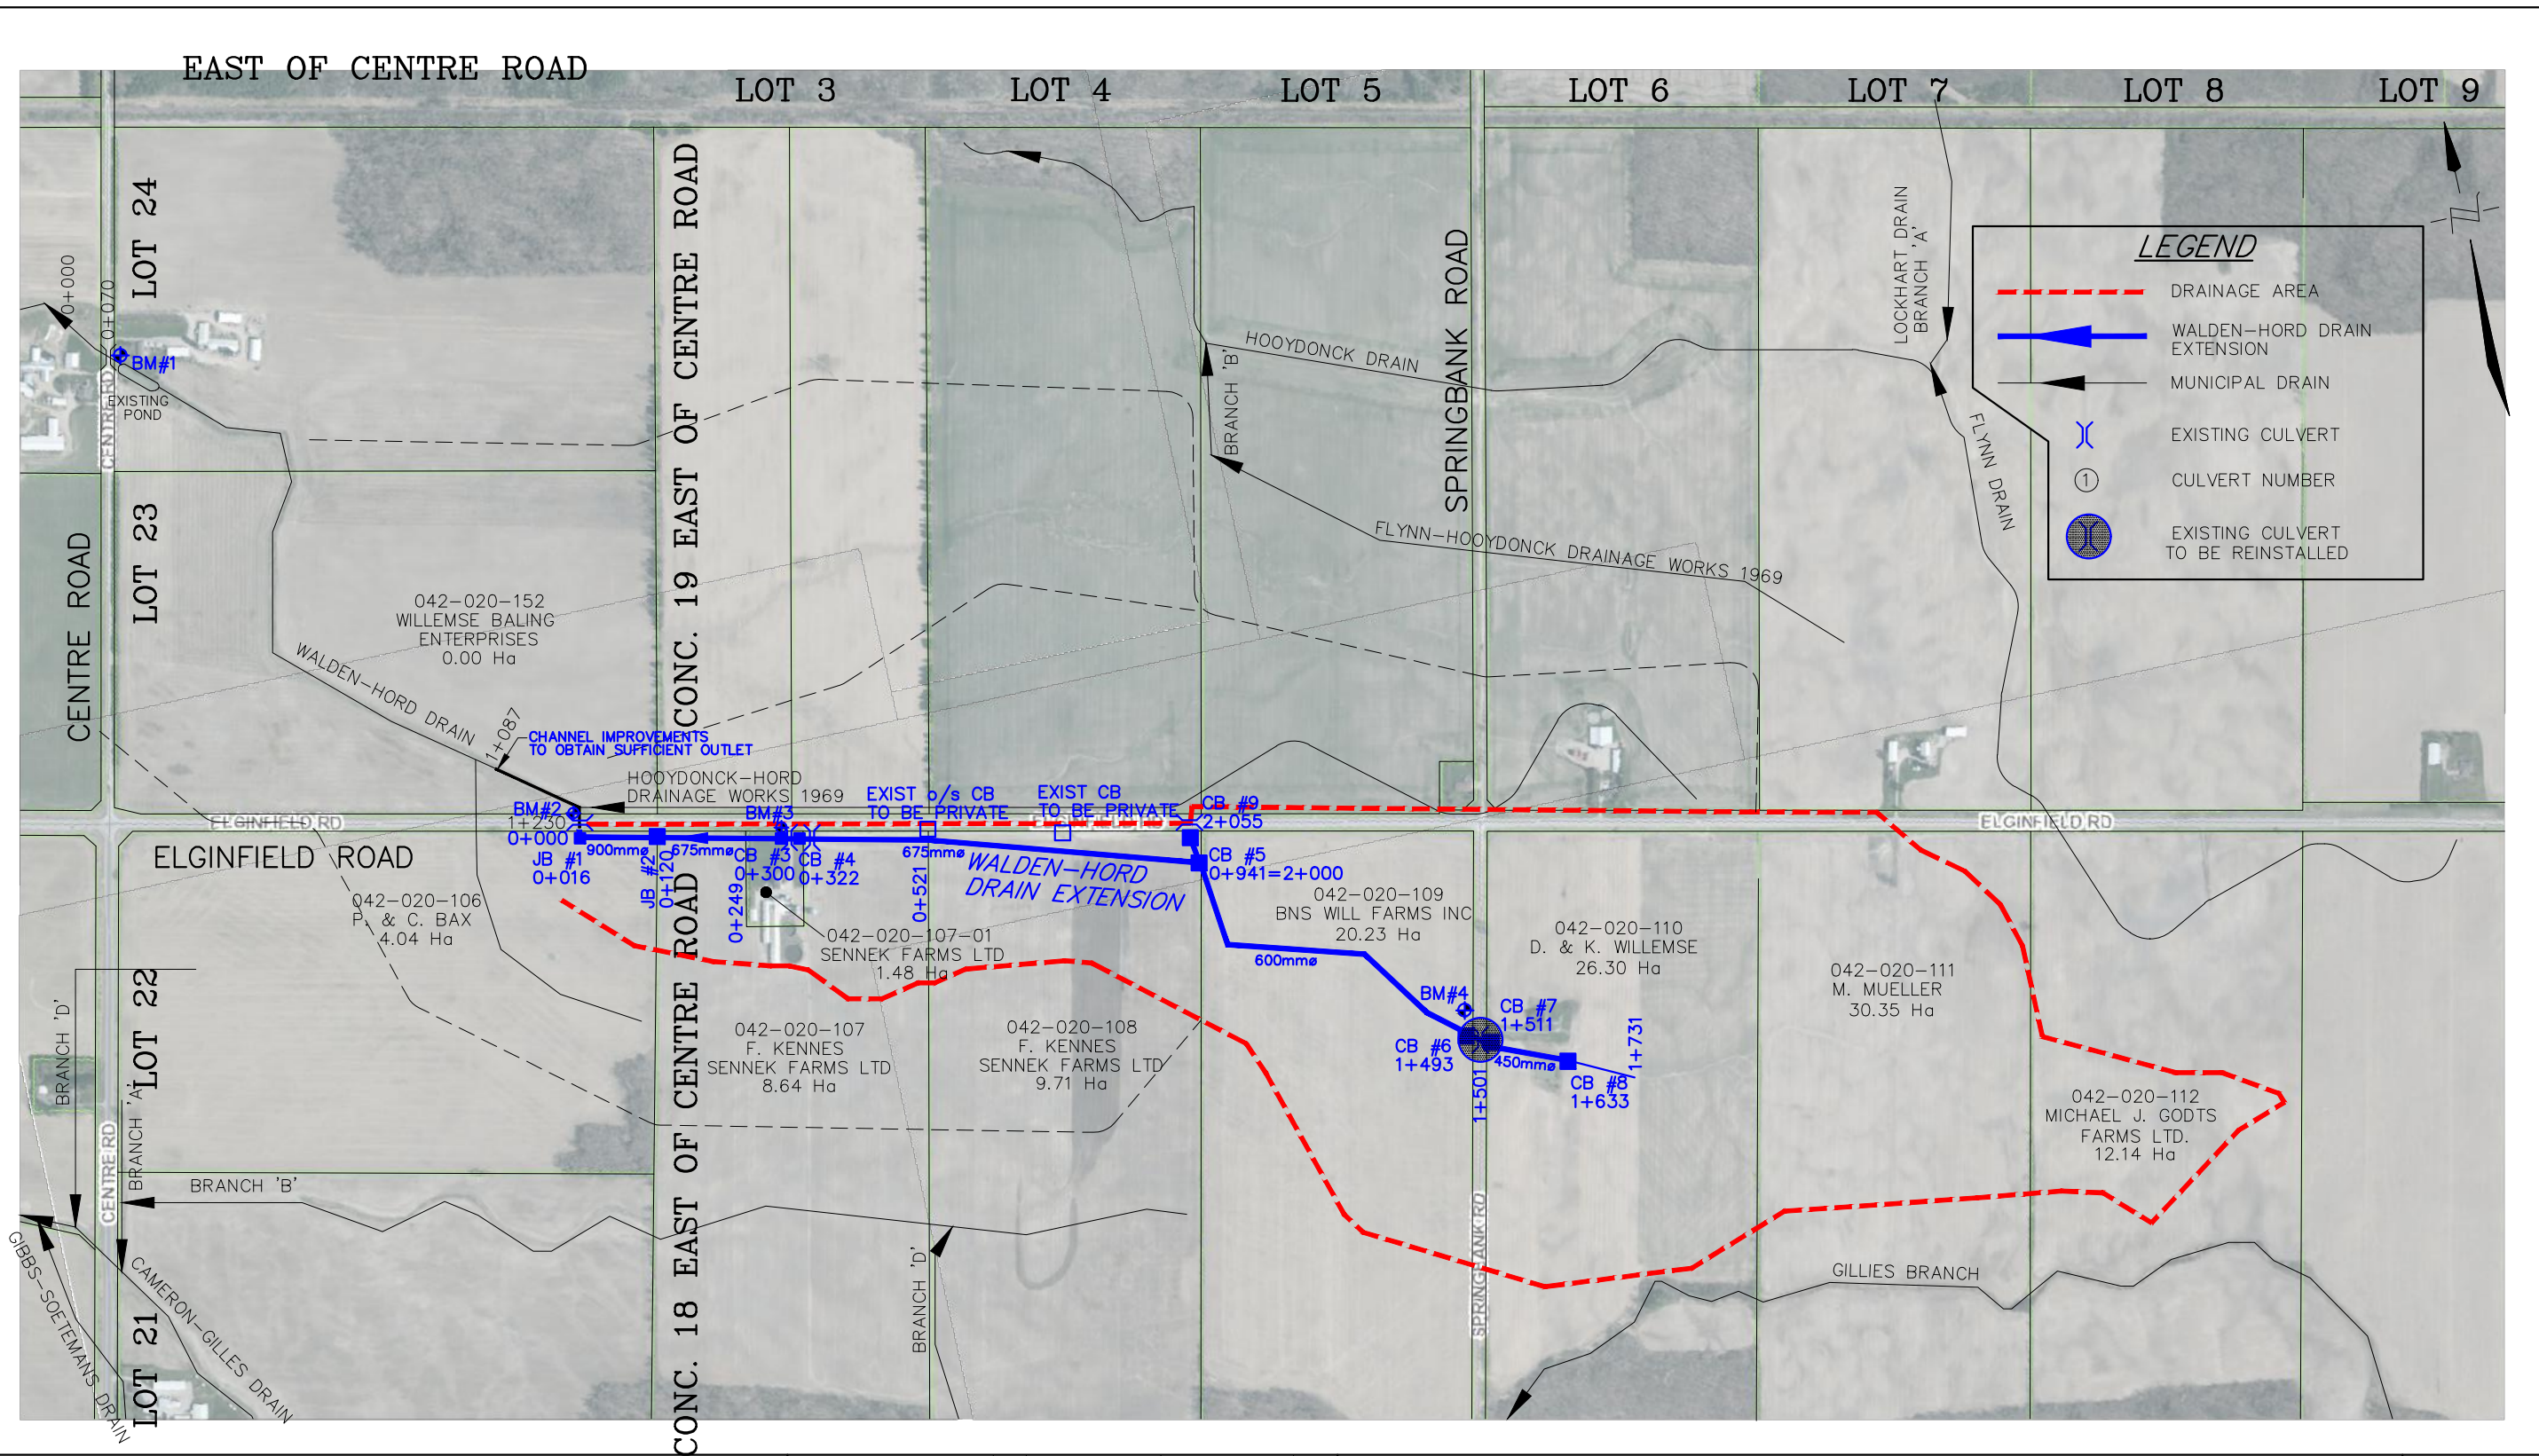 EAST OF CENTRE ROAD
LOT 3
LOT 4
LOT 5
LOT 6
LOT 7
LOT 8
LOT 9
LOT 24
LOT 23
LOT 22
LOT 21
CONC. 19 EAST OF CENTRE ROAD
CONC. 18 EAST OF CENTRE ROAD
SPRINGBANK ROAD
CENTRE ROAD
ELGINFIELD ROAD
LEGEND
DRAINAGE AREA
WALDEN-HORD DRAIN
EXTENSION
MUNICIPAL DRAIN
EXISTING CULVERT
1
CULVERT NUMBER
EXISTING CULVERT
TO BE REINSTALLED
LOCKHART DRAIN
BRANCH 'A'
FLYNN DRAIN
HOOYDONCK DRAIN
BRANCH 'B'
FLYNN-HOOYDONCK DRAINAGE WORKS 1969
0+000
0+070
BM#1
EXISTING
POND
CENTRE RD
042-020-152
WILLEMSE BALING
ENTERPRISES
0.00 Ha
WALDEN-HORD DRAIN
1+087
CHANNEL IMPROVEMENTS
TO OBTAIN SUFFICIENT OUTLET
HOOYDONCK-HORD
DRAINAGE WORKS 1969
BM#2
1+230
0+000
BM#3
EXIST o/s CB
TO BE PRIVATE
EXIST CB
TO BE PRIVATE
CB #9
2+055
ELGINFIELD RD
ELGINFIELD RD
ELGINFIELD RD
JB #1
0+016
900mmø
JB #2
0+120
675mmø
CB #3
0+300
CB #4
0+322
0+249
675mmø
0+521
WALDEN-HORD
DRAIN EXTENSION
CB #5
0+941=2+000
042-020-106
P. & C. BAX
4.04 Ha
042-020-107-01
SENNEK FARMS LTD
1.48 Ha
042-020-109
BNS WILL FARMS INC
20.23 Ha
600mmø
042-020-110
D. & K. WILLEMSE
26.30 Ha
042-020-111
M. MUELLER
30.35 Ha
BM#4
CB #7
1+511
CB #6
1+493
450mmø
1+731
CB #8
1+633
1+501
042-020-107
F. KENNES
SENNEK FARMS LTD
8.64 Ha
042-020-108
F. KENNES
SENNEK FARMS LTD
9.71 Ha
042-020-112
MICHAEL J. GODTS
FARMS LTD.
12.14 Ha
BRANCH 'D'
BRANCH 'A'
CENTRE RD
BRANCH 'B'
BRANCH 'D'
SPRINGBANK RD
GILLIES BRANCH
CAMERON-GILLES DRAIN
GIBBS-SOETEMANS DRAIN